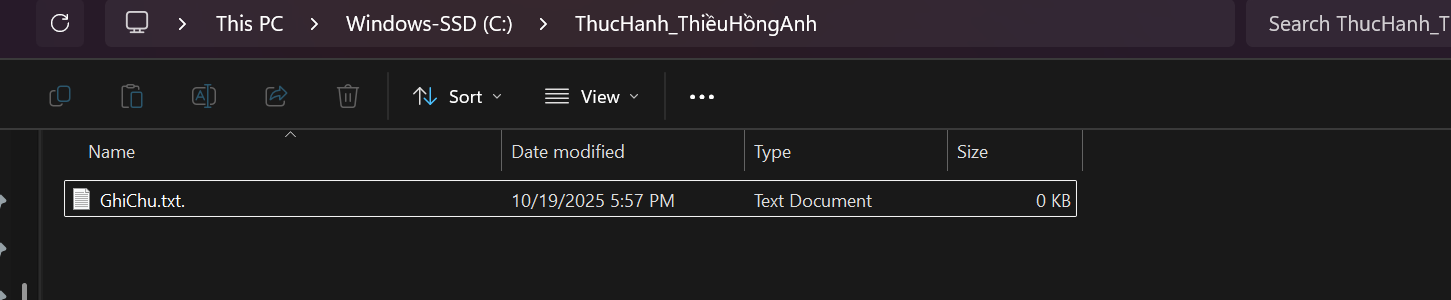 This PC > Windows-SSD (C:) > ThucHanh_ThiềuHồngAnh Search ThucHanh_T
Sort View
Name Date modified Type Size
GhiChu.txt. 10/19/2025 5:57 PM Text Document 0 KB